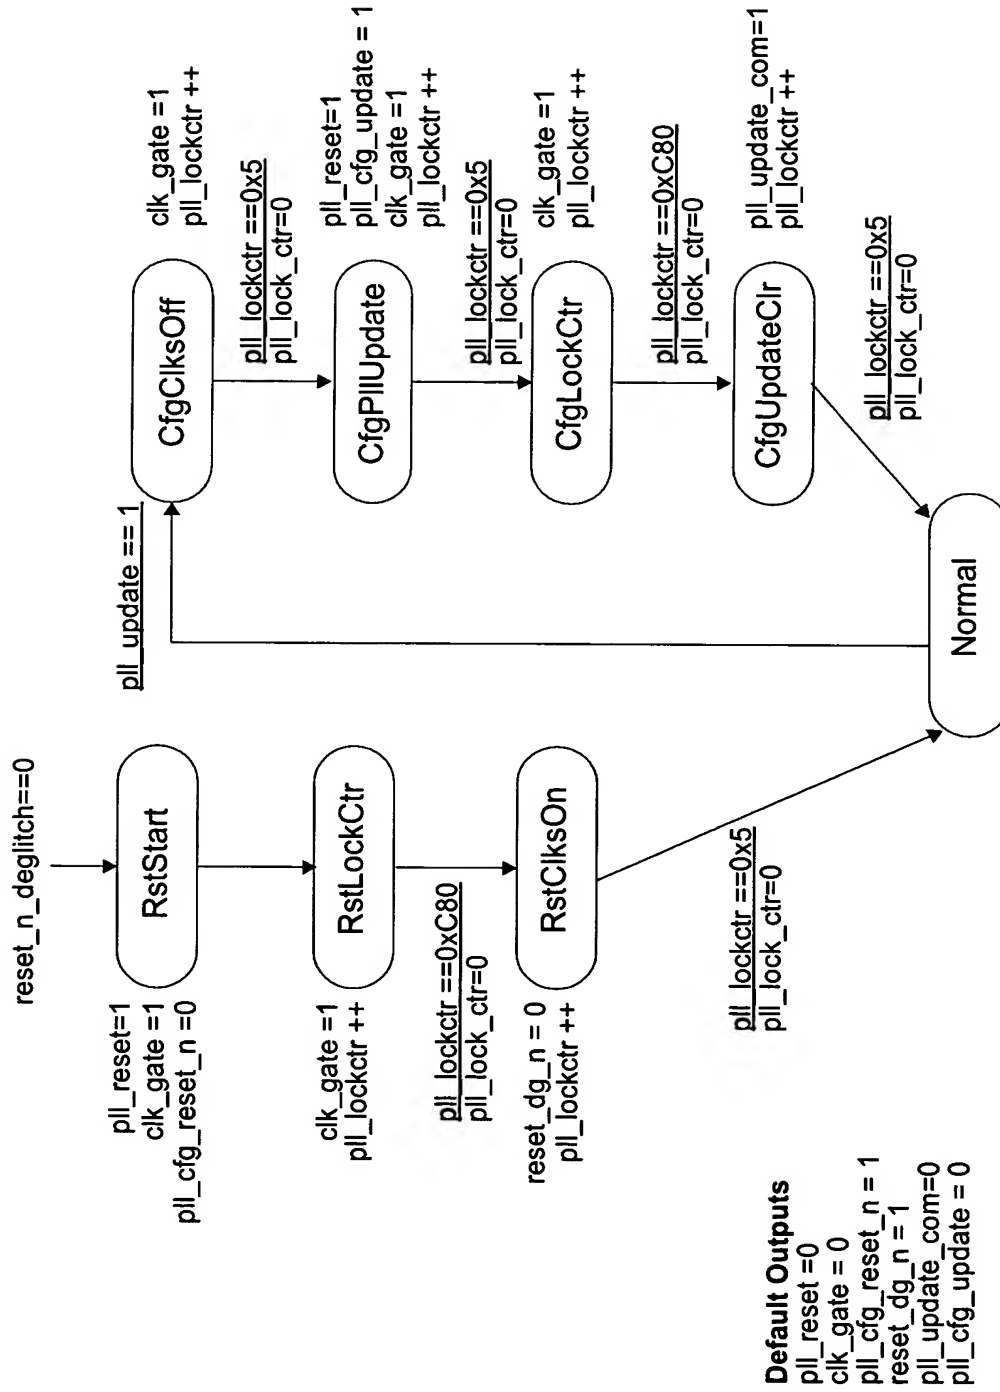 reset_n_deglitch==0
RstStart
pll_reset=1
clk_gate =1
pll_cfg_reset_n =0
RstLockCtr
clk_gate =1
pll_lockctr ++
pll_lockctr ==0xC80
pll_lock_ctr=0
RstClksOn
reset_dg_n = 0
pll_lockctr ++
pll_lockctr ==0x5
pll_lock_ctr=0
Normal
pll_update == 1
CfgClksOff
clk_gate =1
pll_lockctr ++
pll_lockctr ==0x5
pll_lock_ctr=0
CfgPllUpdate
pll_reset=1
pll_cfg_update = 1
clk_gate =1
pll_lockctr ++
pll_lockctr ==0x5
pll_lock_ctr=0
CfgLockCtr
clk_gate =1
pll_lockctr ++
pll_lockctr ==0xC80
pll_lock_ctr=0
CfgUpdateClr
pll_update_com=1
pll_lockctr ++
pll_lockctr ==0x5
pll_lock_ctr=0
Default Outputs
pll_reset =0
clk_gate = 0
pll_cfg_reset_n = 1
reset_dg_n = 1
pll_update_com=0
pll_cfg_update = 0